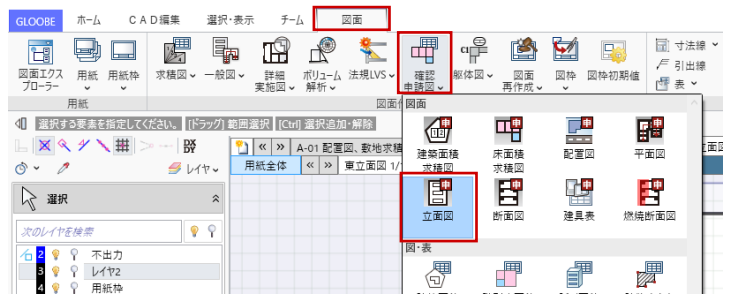 GLOOBE ホーム CAD編集 選択・表示 チーム 図面
図面エクスプローラー 用紙 用紙枠 求積図 一般図 詳細実施図 ボリューム解析 法規LVS 確認申請図 躯体図 図面再作成 図枠 図枠初期値 寸法線
引出線
表
用紙
選択する要素を指定してください。 [ドラッグ] 範囲選択 [Ctrl] 選択追加・解除
A-01 配置図、敷地求積
レイヤ
用紙全体 東立面図 1/
選択
次のレイヤを検索
2 不出力
3 レイヤ2
4 用紙枠
図面
建築面積求積図 床面積求積図 配置図 平面図
立面図 断面図 建具表 燃焼断面図
図・表